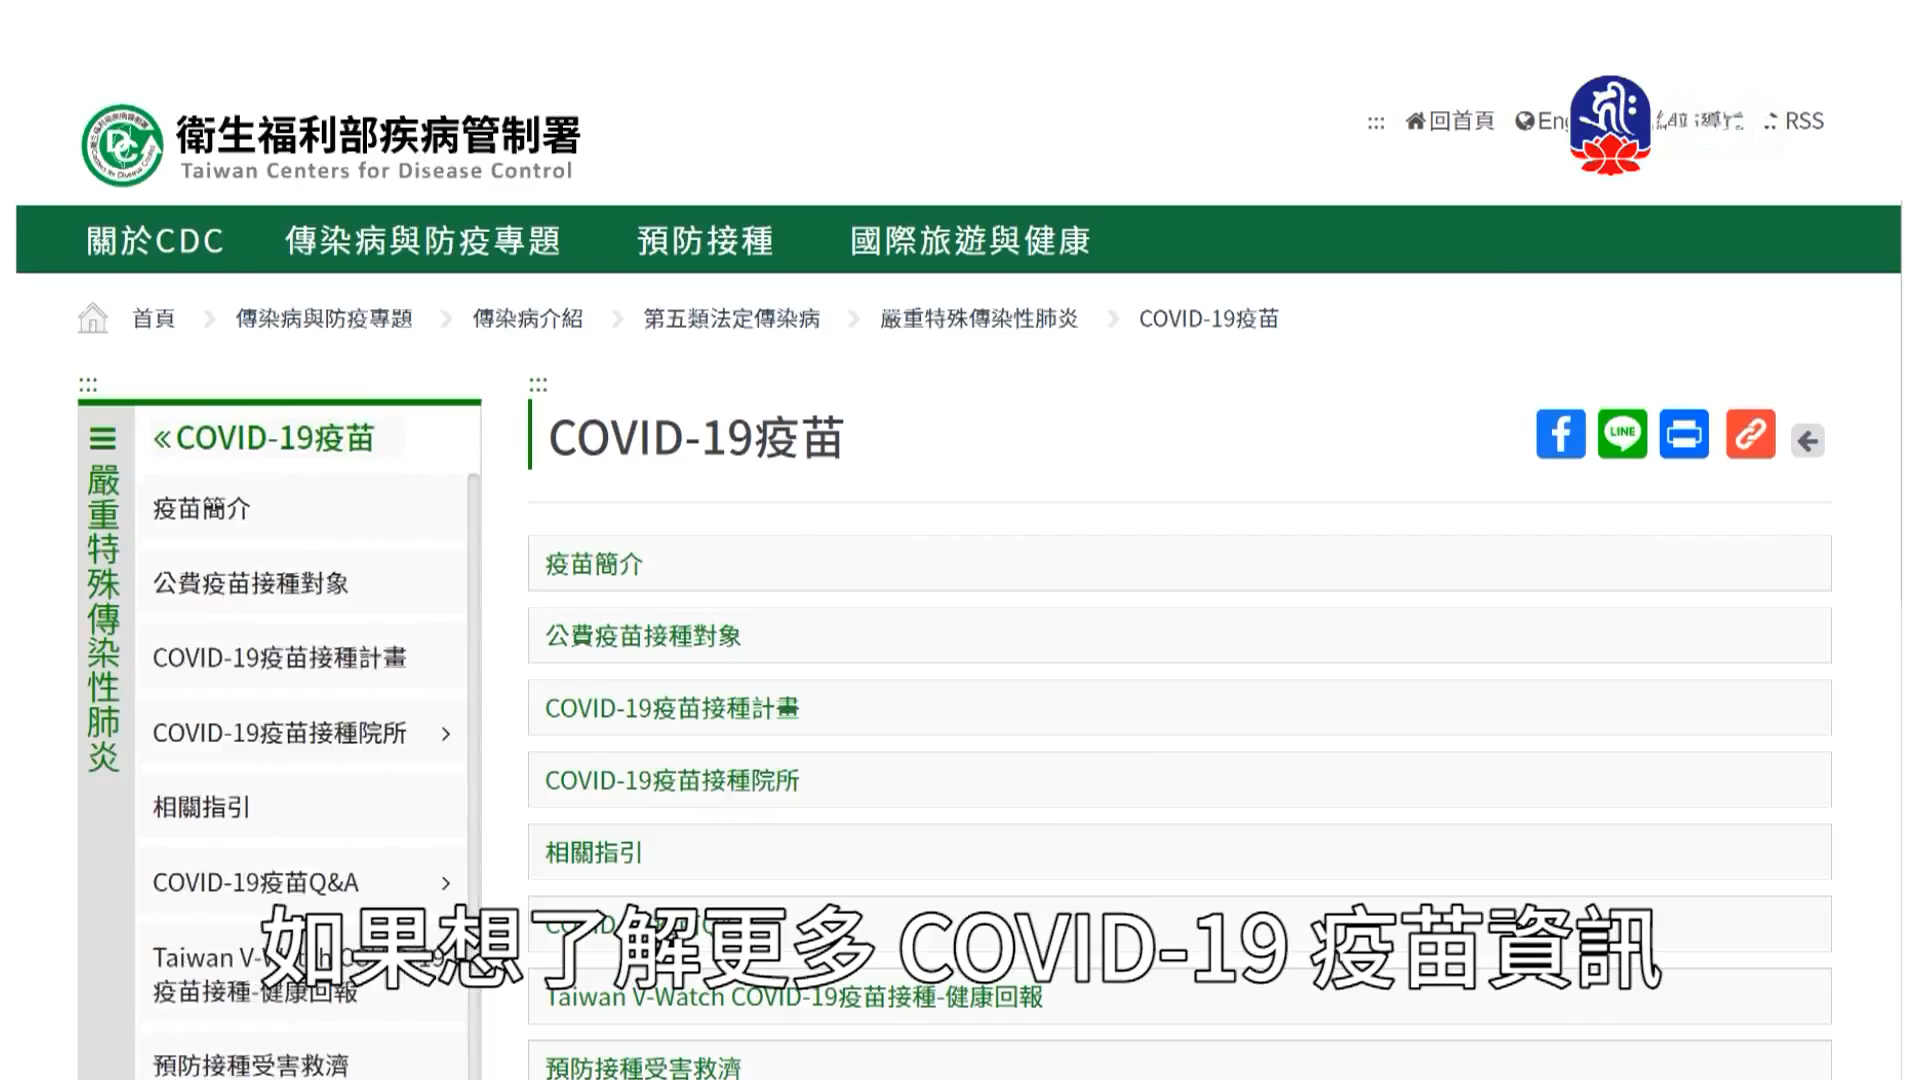 衛生福利部疾病管制署
Taiwan Centers for Disease Control
回首頁
RSS
關於CDC 傳染病與防疫專題 預防接種 國際旅遊與健康
首頁 傳染病與防疫專題 傳染病介紹 第五類法定傳染病 嚴重特殊傳染性肺炎 COVID-19疫苗
嚴重特殊傳染性肺炎
«COVID-19疫苗
疫苗簡介
公費疫苗接種對象
COVID-19疫苗接種計畫
COVID-19疫苗接種院所
相關指引
COVID-19疫苗Q&A
Taiwan V-Watch
疫苗接種-健康回報
預防接種受害救濟
COVID-19疫苗
LINE
疫苗簡介
公費疫苗接種對象
COVID-19疫苗接種計畫
COVID-19疫苗接種院所
相關指引
Taiwan V-Watch COVID-19疫苗接種-健康回報
預防接種受害救濟
如果想了解更多 COVID-19 疫苗資訊